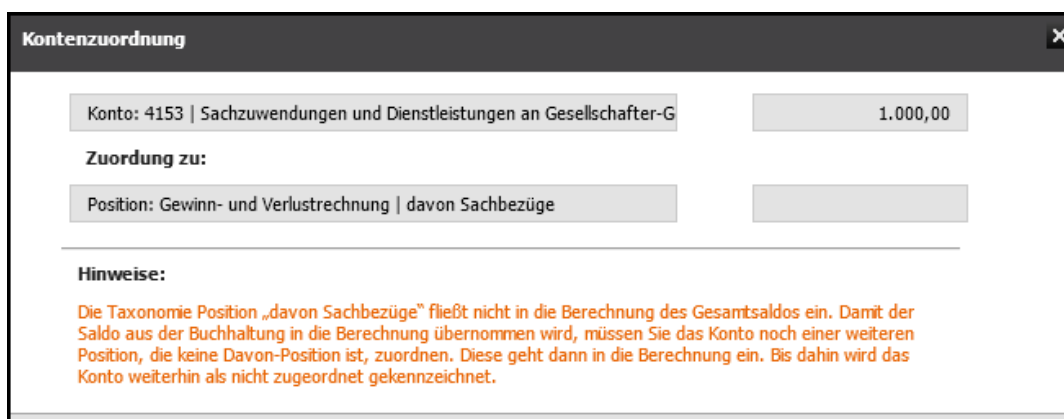 Kontenzuordnung
Konto: 4153 | Sachzuwendungen und Dienstleistungen an Gesellschafter-G
1.000,00
Zuordung zu:
Position: Gewinn- und Verlustrechnung | davon Sachbezüge
Hinweise:
Die Taxonomie Position „davon Sachbezüge“ fließt nicht in die Berechnung des Gesamtsaldos ein. Damit der
Saldo aus der Buchhaltung in die Berechnung übernommen wird, müssen Sie das Konto noch einer weiteren
Position, die keine Davon-Position ist, zuordnen. Diese geht dann in die Berechnung ein. Bis dahin wird das
Konto weiterhin als nicht zugeordnet gekennzeichnet.